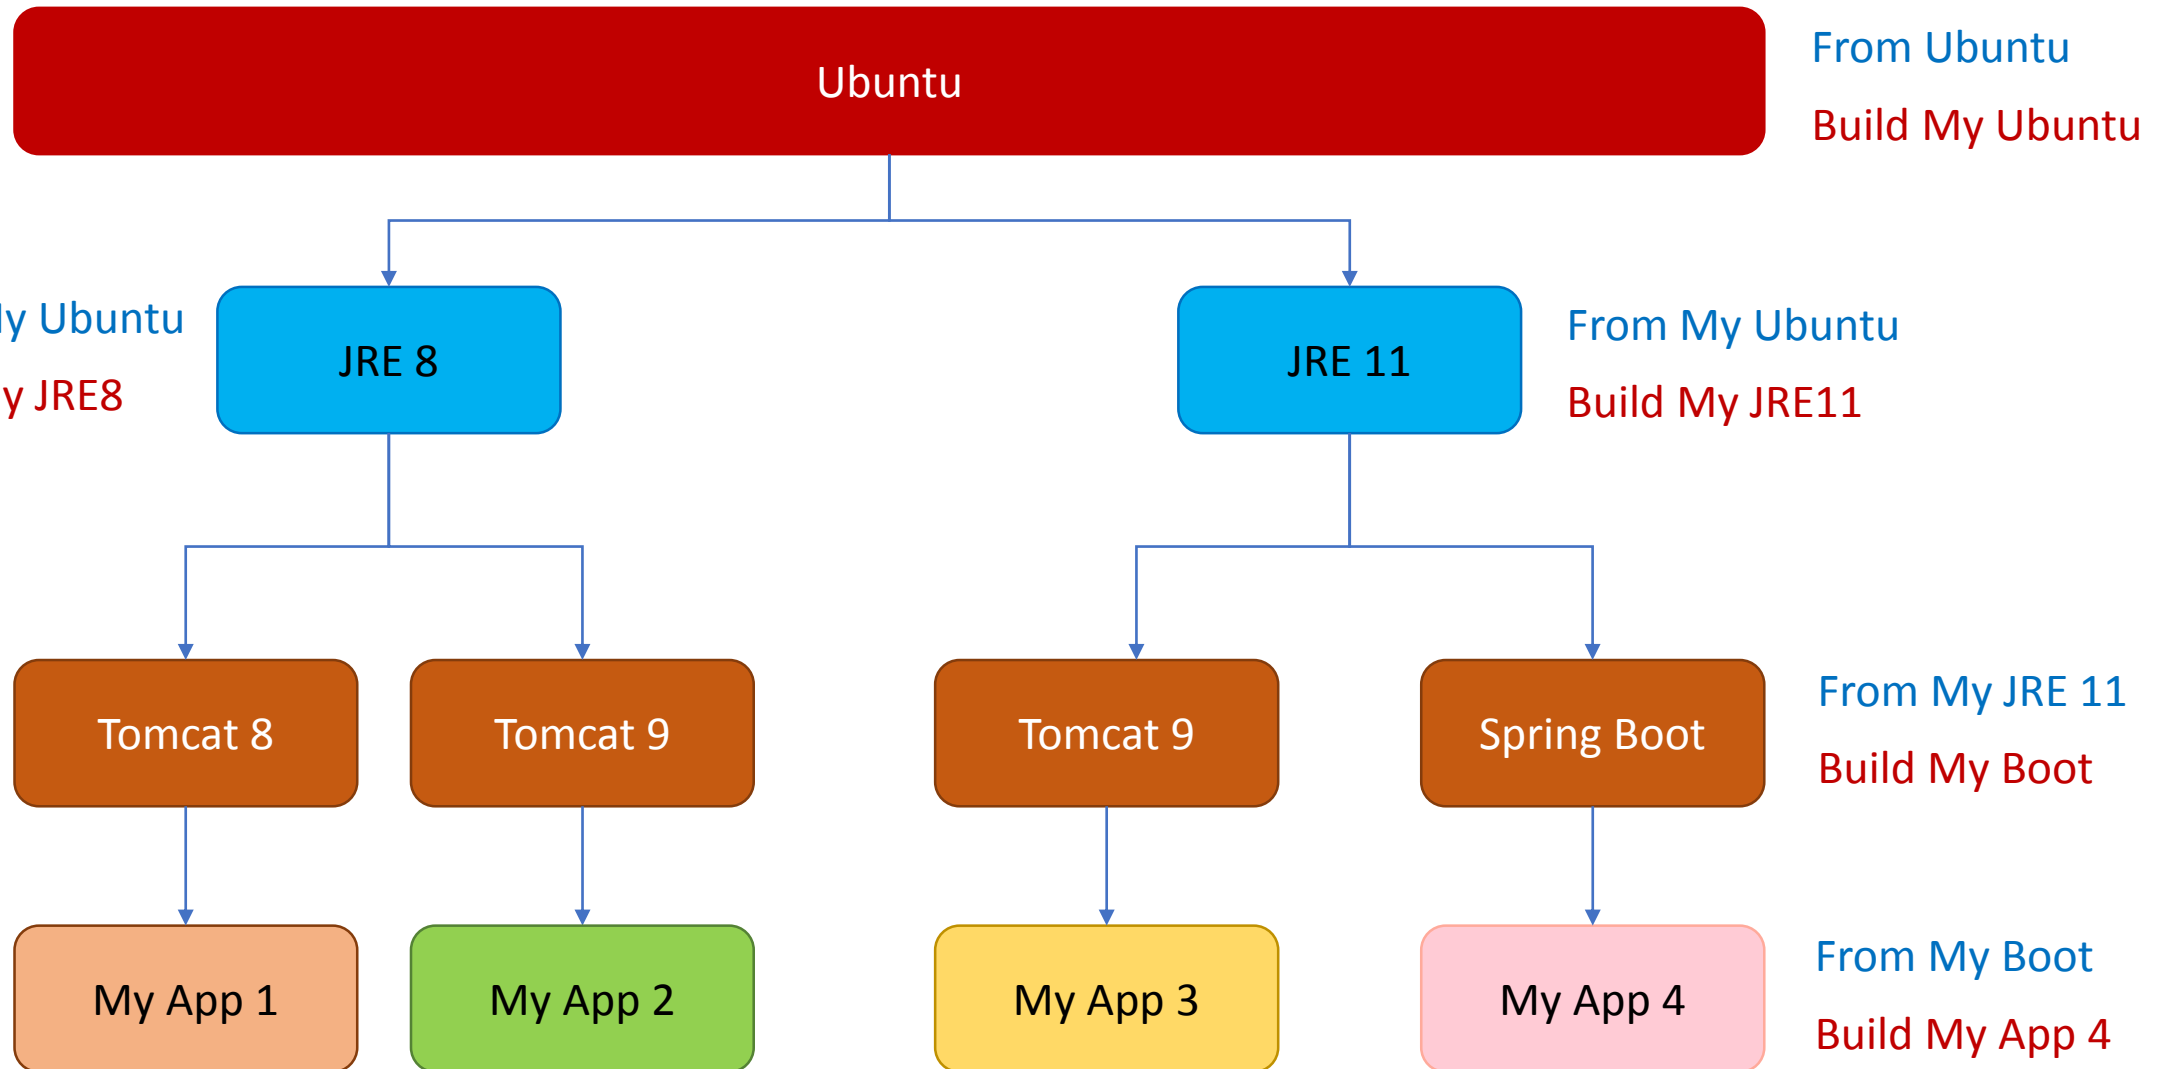 Ubuntu
From Ubuntu
Build My Ubuntu
My Ubuntu
JRE8
JRE 8
JRE 11
From My Ubuntu
Build My JRE11
Tomcat 8
Tomcat 9
Tomcat 9
Spring Boot
From My JRE 11
Build My Boot
My App 1
My App 2
My App 3
My App 4
From My Boot
Build My App 4